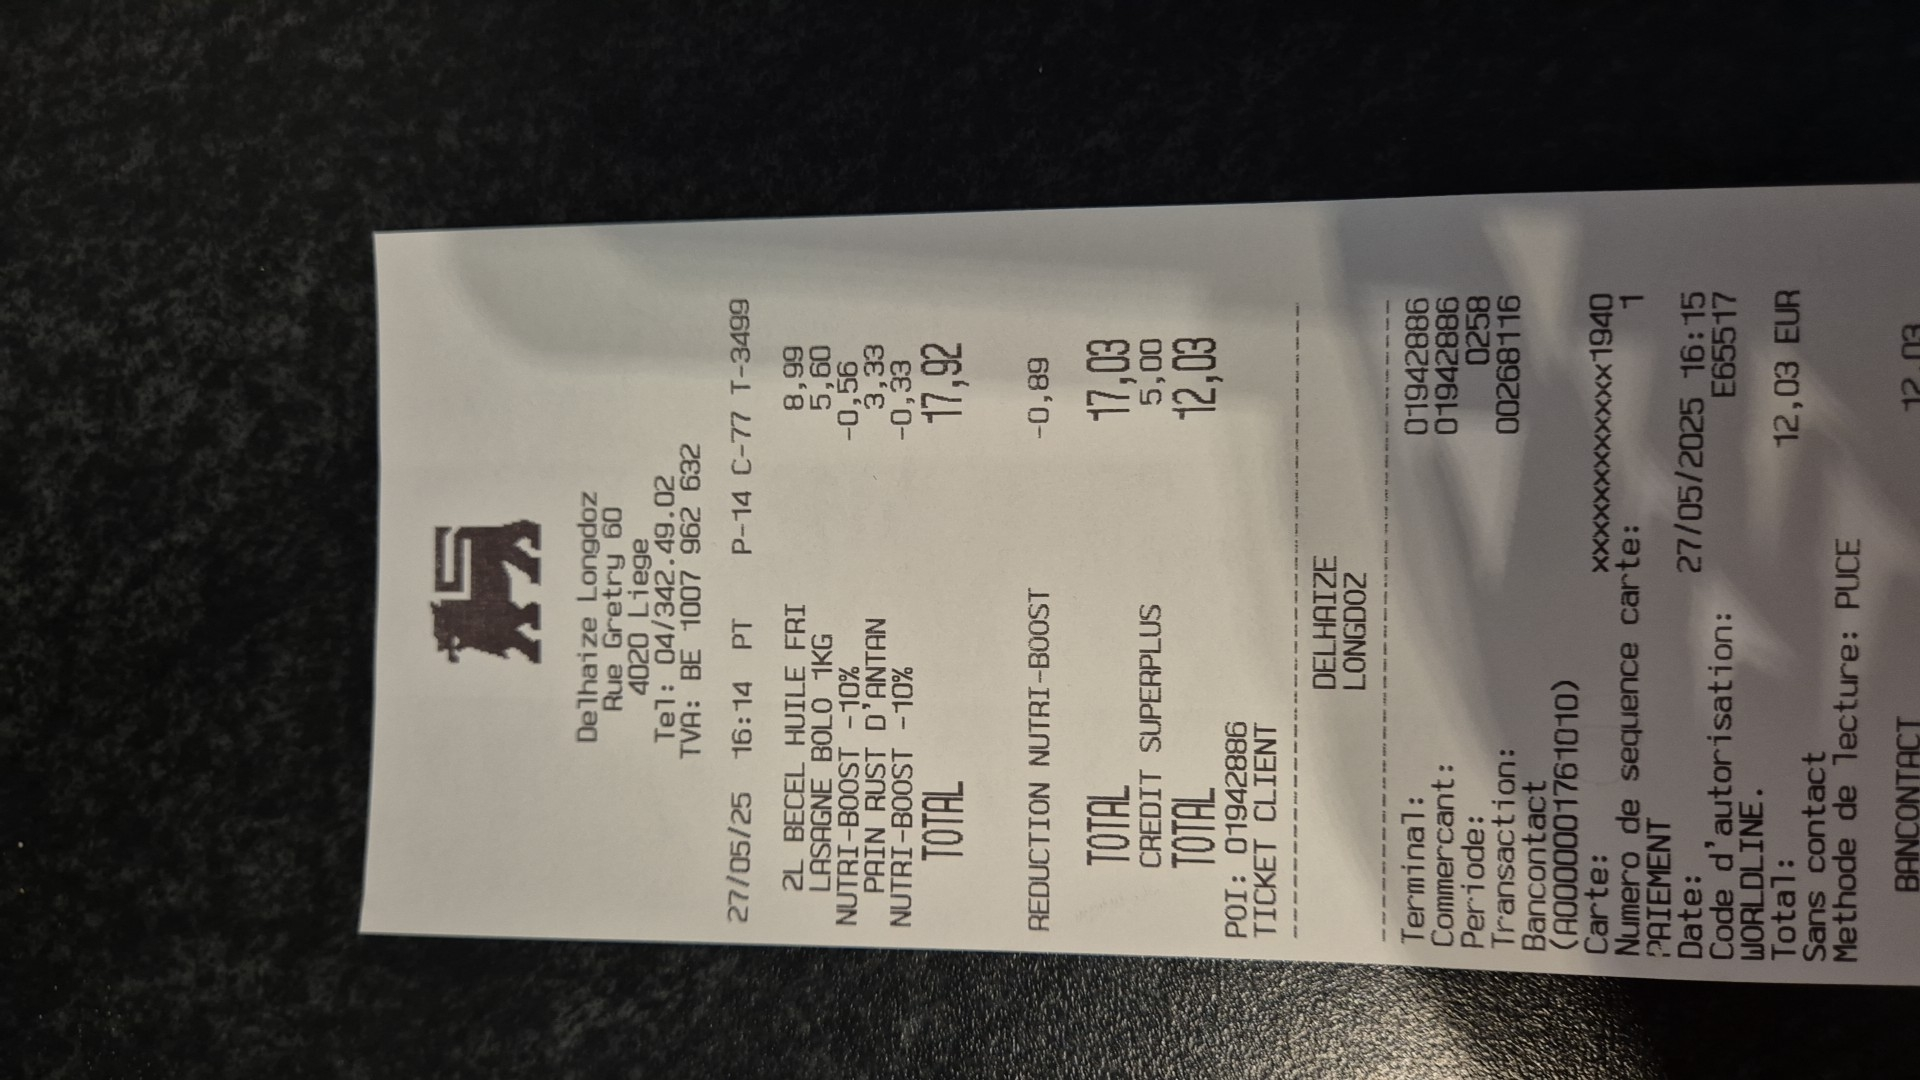 Delhaize Longdoz
Rue Gretry 60
4020 Liege
Tel: 04/342.49.02
TVA: BE 1007 962 632
27/05/25 16:14 PT P-14 C-77 T-3499
2L BECEL HUILE FRI 8,99
LASAGNE BOLO 1KG 5,60
NUTRI-BOOST -10% -0,56
PAIN RUST D'ANTAN 3,33
NUTRI-BOOST -10% -0,33
TOTAL 17,92
REDUCTION NUTRI-BOOST -0,89
TOTAL 17,03
CREDIT SUPERPLUS 5,00
TOTAL 12,03
POI: 01942886
TICKET CLIENT
DELHAIZE
LONGDOZ
Terminal: 01942886
Commercant: 01942886
Periode: 0258
Transaction: 00268116
Bancontact
(A0000001761010)
Carte: xxxxxxxxxxxxx1940
Numero de sequence carte: 1
PAIEMENT
Date: 27/05/2025 16:15
Code d'autorisation: E65517
WORLDLINE.
Total: 12,03 EUR
Sans contact
Methode de lecture: PUCE
BANCONTACT 12,03